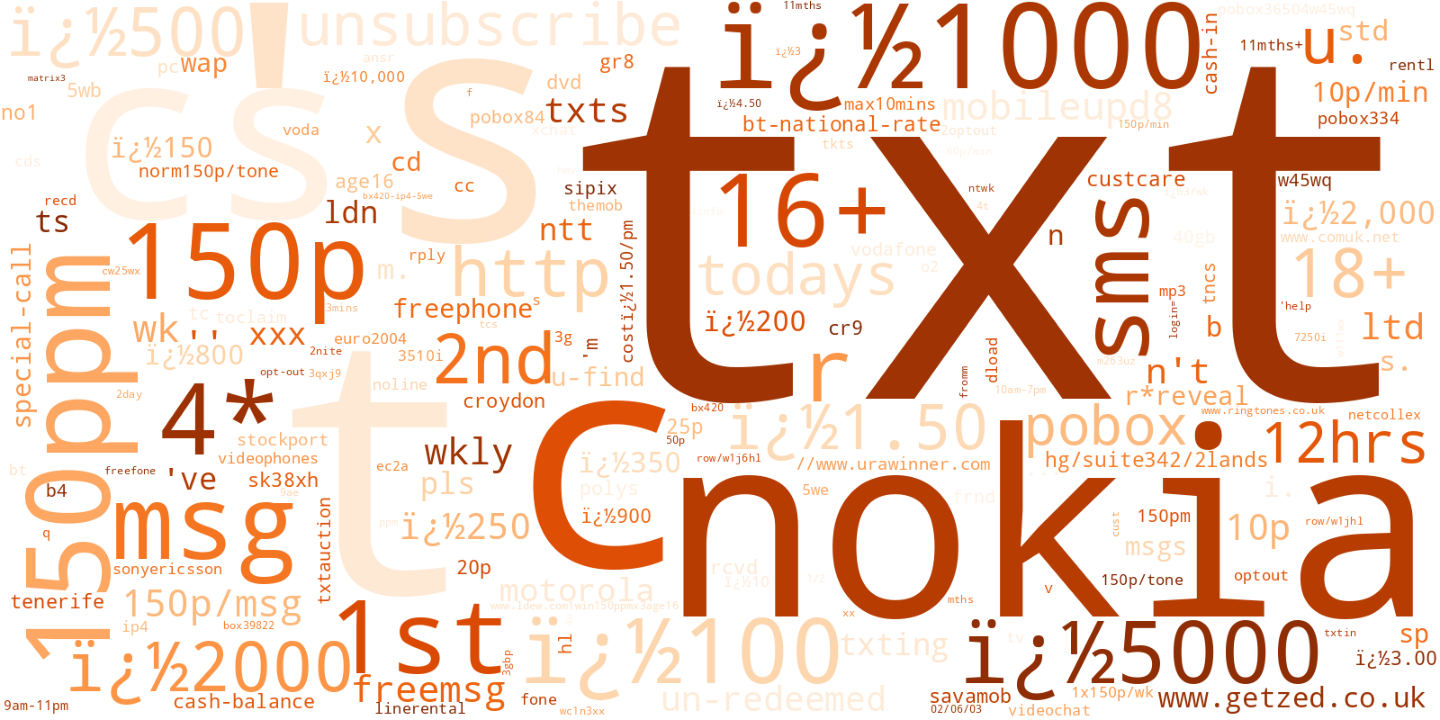 ï¿½500
!
unsubscribe
ï¿½1000
11mths
pobox36504w45wq
matrix3
pc
wap
ansr
ï¿½10,000
gr8
ï¿½3
cash-in
11mths+
u.
std
rentl
5wb
no1
cs
s
f
dvd
txts
ï¿½4.50
max10mins
mobileupd8
10p/min
pobox84
xchat
bt-national-rate
2optout
150p/min
pobox334
voda
x
tkts
cds
ï¿½150
norm150p/tone
cd
age16
cc
bx420-ip4-5we
sipix
themob
txt
16+
ntwk
4t
custcare
w45wq
recd
ts
ldn
ntt
n
sms
40gb
ï¿½2,000
www.comuk.net
special-call
150ppm
150p
cw25wx
m.
rply
http
costï¿½1.50/pm
todays
vodafone
o2
18+
mp3
tncs
3mins
freephone
s
tc
toclaim.
'help
wk
''
xxx
euro2004
tcs
ï¿½200
cr9
login=
b
7250i
ltd
ï¿½800
2nite
3510i
2nd
3g
'm
r
dload
m263uz
s.
opt-out
3qxj9
noline
u-find
fromm
10am-7pm
n't
2day
4*
t
croydon
c
r*reveal
bx420
www.ringtones.co.uk
netcollex
stockport
25p
50p
ï¿½1.50
pobox
12hrs
videophones
wkly
bt
freefone
've
sk38xh
ec2a
ï¿½350
row/w1j6hl
//www.urawinner.com
hg/suite342/2lands
b4
pls
polys
5we
frnd
i.
q
msg
txtauction
ppm
ï¿½250
ï¿½900
nokia
cust
150pm
10p
row/w1jhl
msgs
sonyericsson
20p
rcvd
ï¿½10
v
150p/tone
optout
tenerife
150p/msg
motorola
www.ldew.com1win150ppmx3age16
xx
mths
ip4
box39822
1st
3gbp
ï¿½100
hl
txting
tv
ï¿½5000
txtin
sp
ï¿½2000
ï¿½3.00
freemsg
fone
un-redeemed
savamob
1x150p/wk
www.getzed.co.uk
9am-11pm
cash-balance
linerental
wc1n3xx
02/06/03
videochat